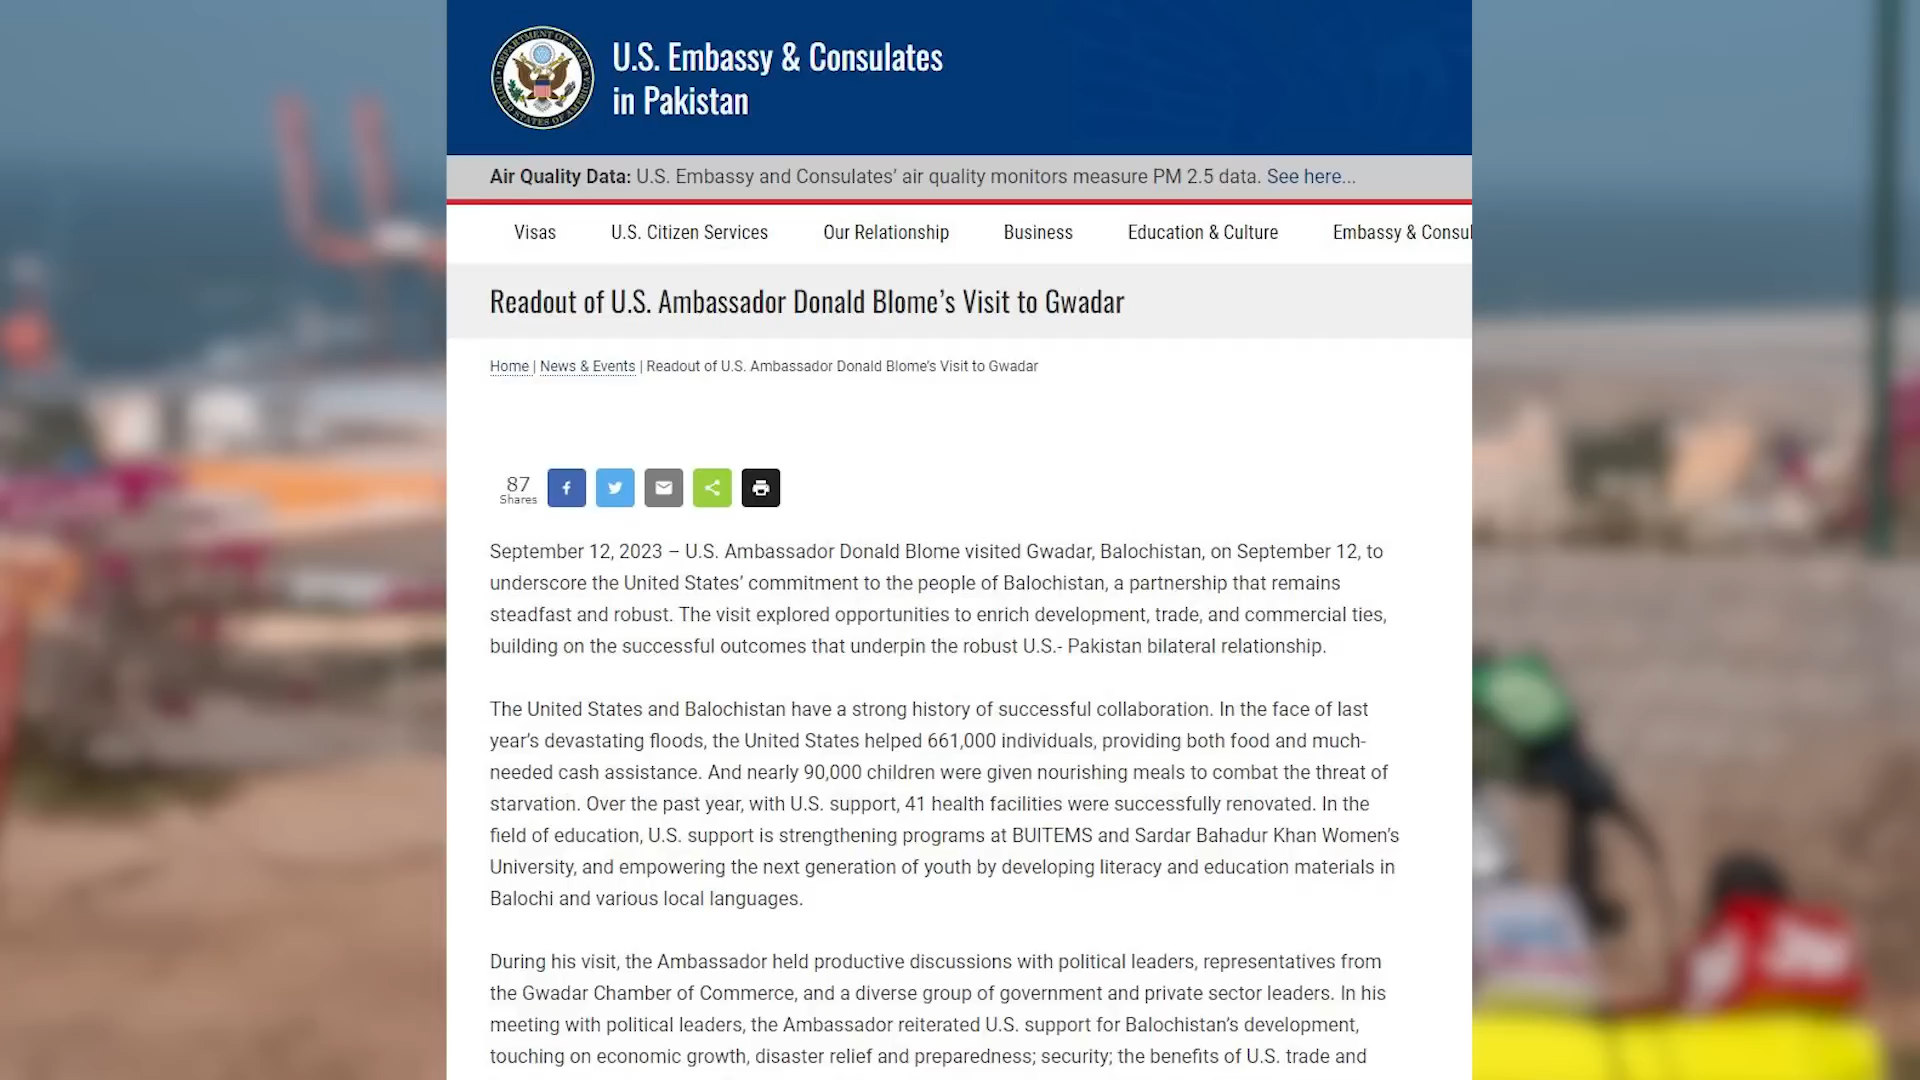 U.S. Embassy & Consulates
in Pakistan
Air Quality Data: U.S. Embassy and Consulates’ air quality monitors measure PM 2.5 data. See here...
Visas U.S. Citizen Services Our Relationship Business Education & Culture Embassy & Consul
Readout of U.S. Ambassador Donald Blome’s Visit to Gwadar
Home | News & Events | Readout of U.S. Ambassador Donald Blome’s Visit to Gwadar
87
Shares
September 12, 2023 – U.S. Ambassador Donald Blome visited Gwadar, Balochistan, on September 12, to
underscore the United States’ commitment to the people of Balochistan, a partnership that remains
steadfast and robust. The visit explored opportunities to enrich development, trade, and commercial ties,
building on the successful outcomes that underpin the robust U.S.- Pakistan bilateral relationship.
The United States and Balochistan have a strong history of successful collaboration. In the face of last
year’s devastating floods, the United States helped 661,000 individuals, providing both food and much-
needed cash assistance. And nearly 90,000 children were given nourishing meals to combat the threat of
starvation. Over the past year, with U.S. support, 41 health facilities were successfully renovated. In the
field of education, U.S. support is strengthening programs at BUITEMS and Sardar Bahadur Khan Women’s
University, and empowering the next generation of youth by developing literacy and education materials in
Balochi and various local languages.
During his visit, the Ambassador held productive discussions with political leaders, representatives from
the Gwadar Chamber of Commerce, and a diverse group of government and private sector leaders. In his
meeting with political leaders, the Ambassador reiterated U.S. support for Balochistan’s development,
touching on economic growth, disaster relief and preparedness; security; the benefits of U.S. trade and